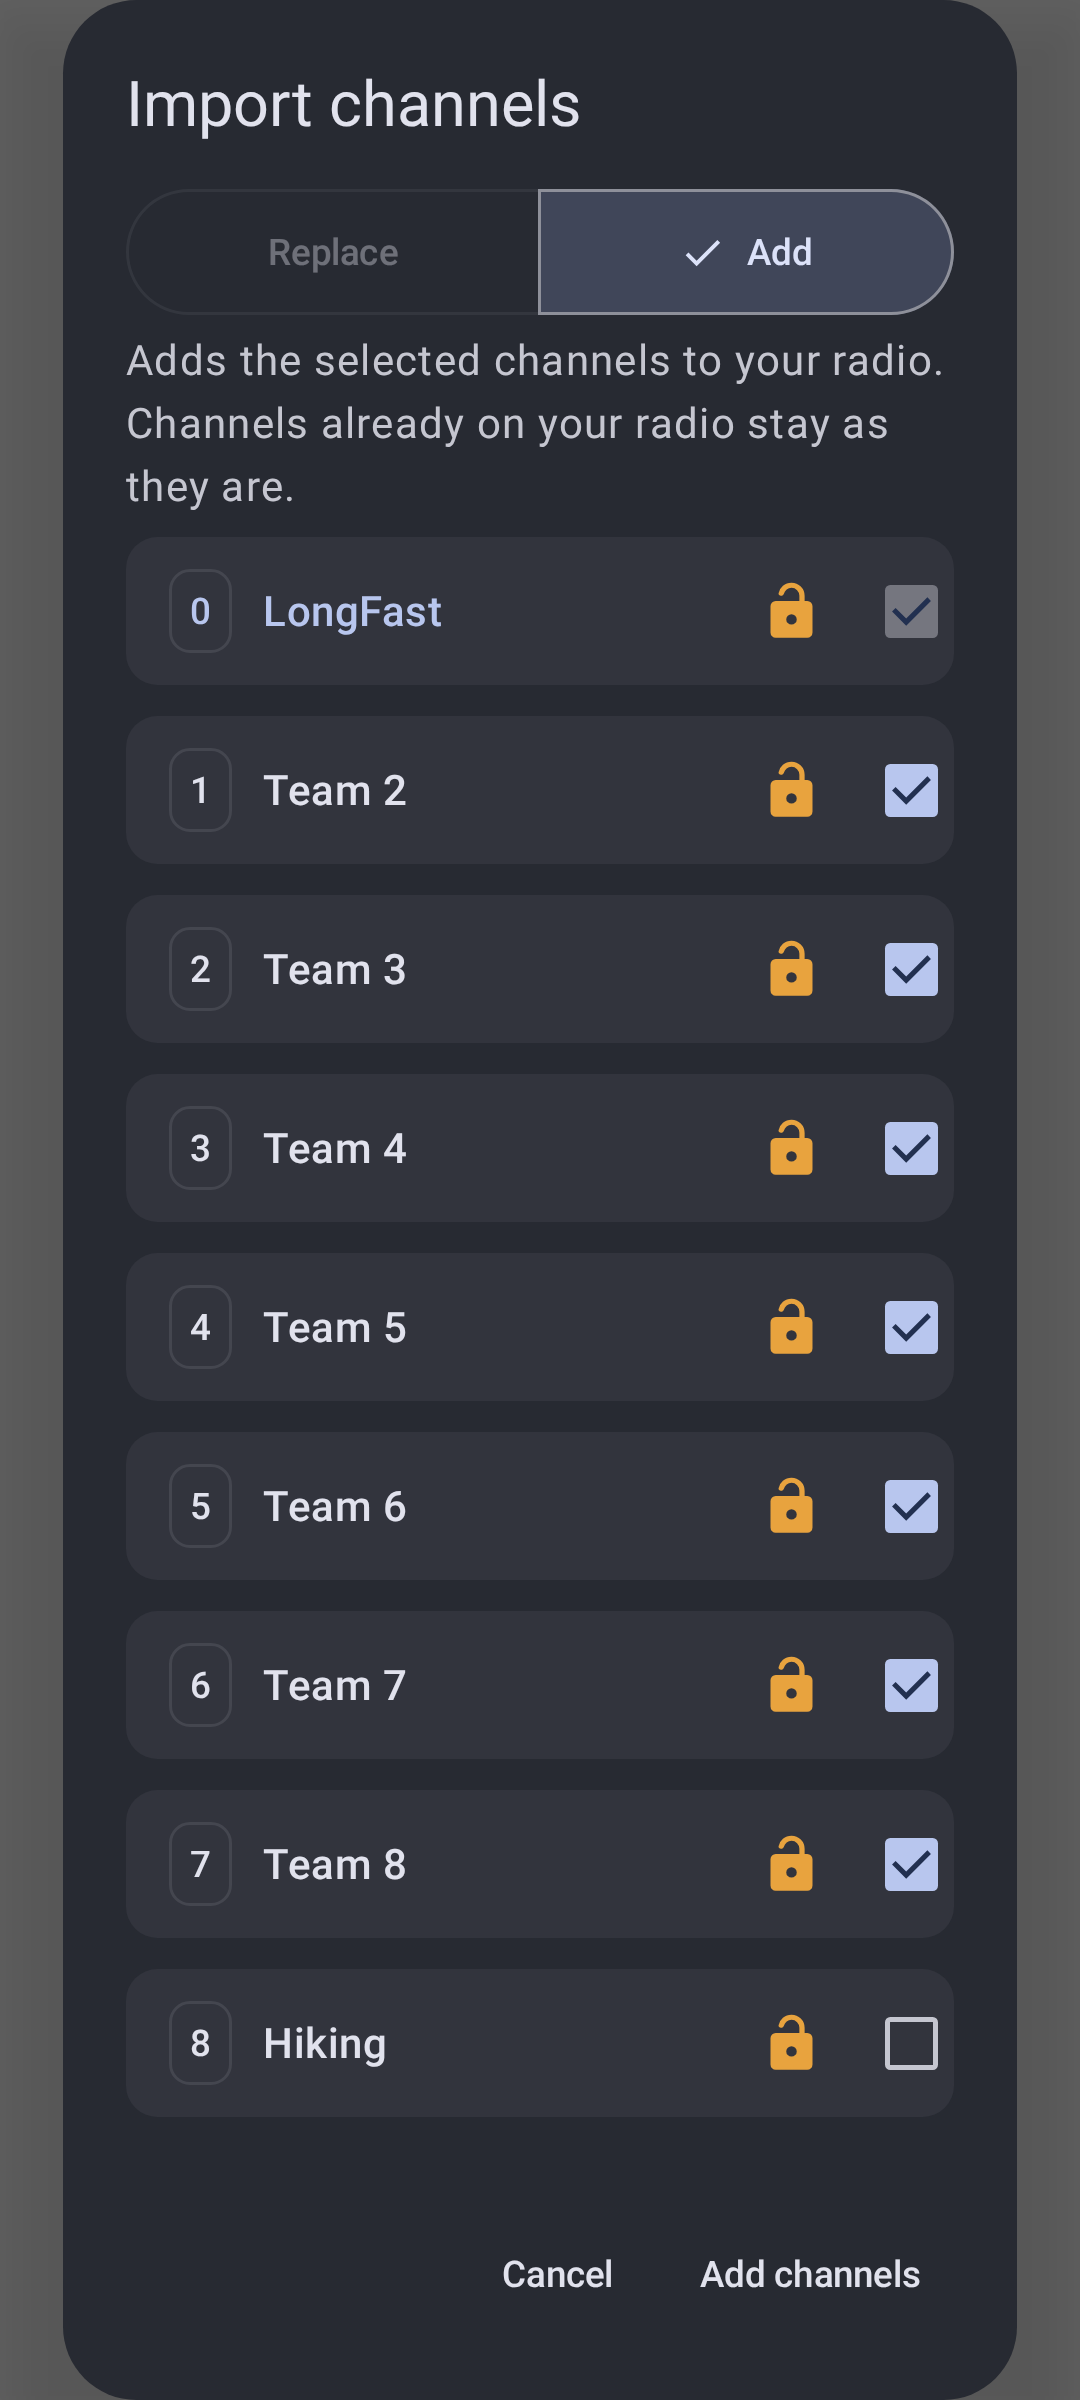 Import channels
Replace
Add
Adds the selected channels to your radio.
Channels already on your radio stay as
they are.
0 LongFast
1 Team 2
2 Team 3
3 Team 4
4 Team 5
5 Team 6
6 Team 7
7 Team 8
8 Hiking
Cancel Add channels